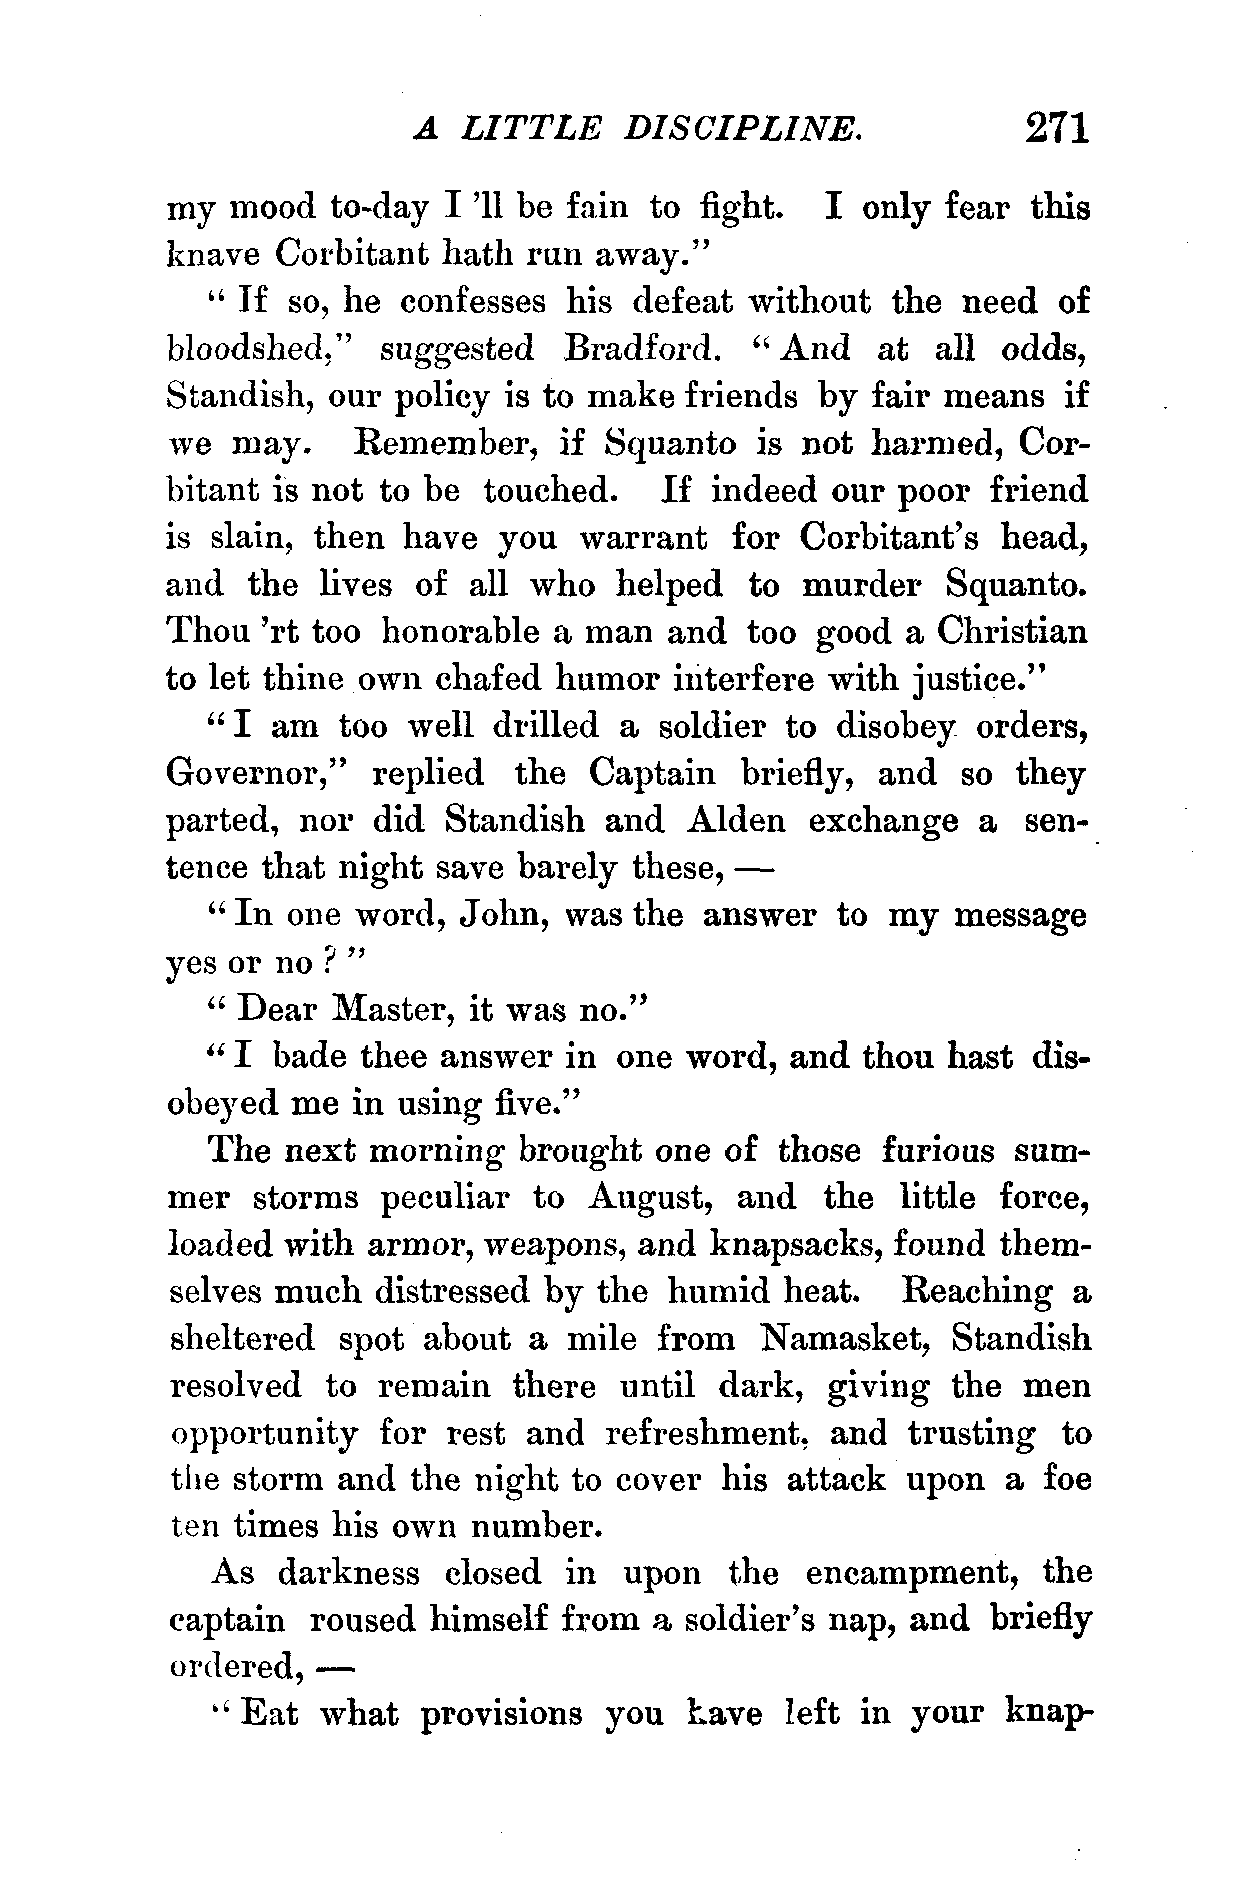 A LITTLE DISCIPLINE. 271
my mood to-day I 'll be fain to fight. I only fear this
knave Corbitant hath run away."
" If so, he confesses his defeat without the need of
bloodshed," suggested Bradford. " And at all odds,
Standish, our policy is to make friends by fair means if
we may. Remember, if Squanto is not harmed, Cor-
bitant is not to be touched. If indeed our poor friend
is slain, then have you warrant for Corbitant's head,
and the lives of all who helped to murder Squanto.
Thou 'rt too honorable a man and too good a Christian
to let thine own chafed humor interfere with justice."
" I am too well drilled a soldier to disobey orders,
Governor," replied the Captain briefly, and so they
parted, nor did Standish and Alden exchange a sen-
tence that night save barely these, —
" In one word, John, was the answer to my message
yes or no ? "
" Dear Master, it was no."
" I bade thee answer in one word, and thou hast dis-
obeyed me in using five."
The next morning brought one of those furious sum-
mer storms peculiar to August, and the little force,
loaded with armor, weapons, and knapsacks, found them-
selves much distressed by the humid heat. Reaching a
sheltered spot about a mile from Namasket, Standish
resolved to remain there until dark, giving the men
opportunity for rest and refreshment, and trusting to
the storm and the night to cover his attack upon a foe
ten times his own number.
As darkness closed in upon the encampment, the
captain roused himself from a soldier's nap, and briefly
ordered, —
" Eat what provisions you have left in your knap-